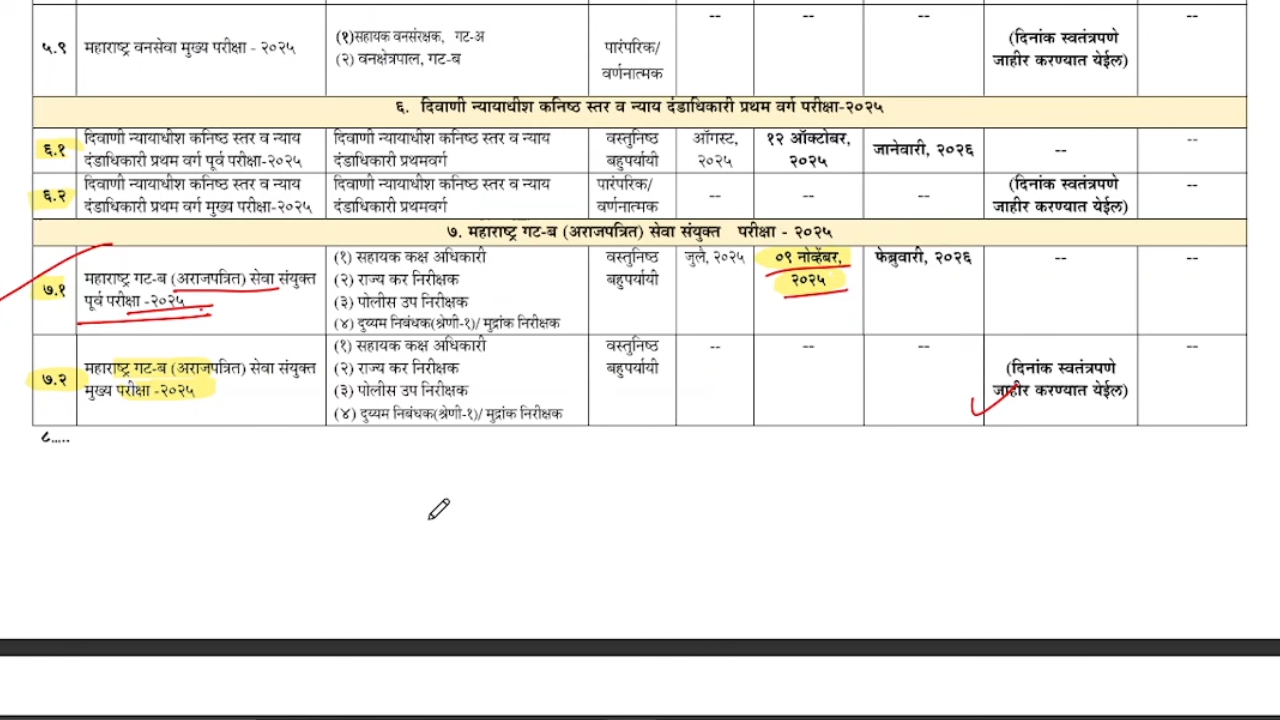 ५.९ महाराष्ट्र वनसेवा मुख्य परीक्षा - २०२५ (१)सहायक वनसंरक्षक, गट-अ (२) वनक्षेत्रपाल, गट-ब पारंपरिक/ वर्णनात्मक -- -- -- (दिनांक स्वतंत्रपणे जाहीर करण्यात येईल) --
६. दिवाणी न्यायाधीश कनिष्ठ स्तर व न्याय दंडाधिकारी प्रथम वर्ग परीक्षा-२०२५
६.१ दिवाणी न्यायाधीश कनिष्ठ स्तर व न्याय दंडाधिकारी प्रथम वर्ग पूर्व परीक्षा-२०२५ दिवाणी न्यायाधीश कनिष्ठ स्तर व न्याय दंडाधिकारी प्रथमवर्ग वस्तुनिष्ठ बहुपर्यायी ऑगस्ट, २०२५ १२ ऑक्टोबर, २०२५ जानेवारी, २०२६ -- --
६.२ दिवाणी न्यायाधीश कनिष्ठ स्तर व न्याय दंडाधिकारी प्रथम वर्ग मुख्य परीक्षा-२०२५ दिवाणी न्यायाधीश कनिष्ठ स्तर व न्याय दंडाधिकारी प्रथमवर्ग पारंपरिक/ वर्णनात्मक -- -- -- (दिनांक स्वतंत्रपणे जाहीर करण्यात येईल) --
७. महाराष्ट्र गट-ब (अराजपत्रित) सेवा संयुक्त परीक्षा - २०२५
७.१ महाराष्ट्र गट-ब (अराजपत्रित) सेवा संयुक्त पूर्व परीक्षा -२०२५ (१) सहायक कक्ष अधिकारी (२) राज्य कर निरीक्षक (३) पोलीस उप निरीक्षक (४) दुय्यम निबंधक(श्रेणी-१)/ मुद्रांक निरीक्षक वस्तुनिष्ठ बहुपर्यायी जुलै, २०२५ ०९ नोव्हेंबर, २०२५ फेब्रुवारी, २०२६ -- --
७.२ महाराष्ट्र गट-ब (अराजपत्रित) सेवा संयुक्त मुख्य परीक्षा -२०२५ (१) सहायक कक्ष अधिकारी (२) राज्य कर निरीक्षक (३) पोलीस उप निरीक्षक (४) दुय्यम निबंधक(श्रेणी-१)/ मुद्रांक निरीक्षक वस्तुनिष्ठ बहुपर्यायी -- -- -- (दिनांक स्वतंत्रपणे जाहीर करण्यात येईल) --
८.....